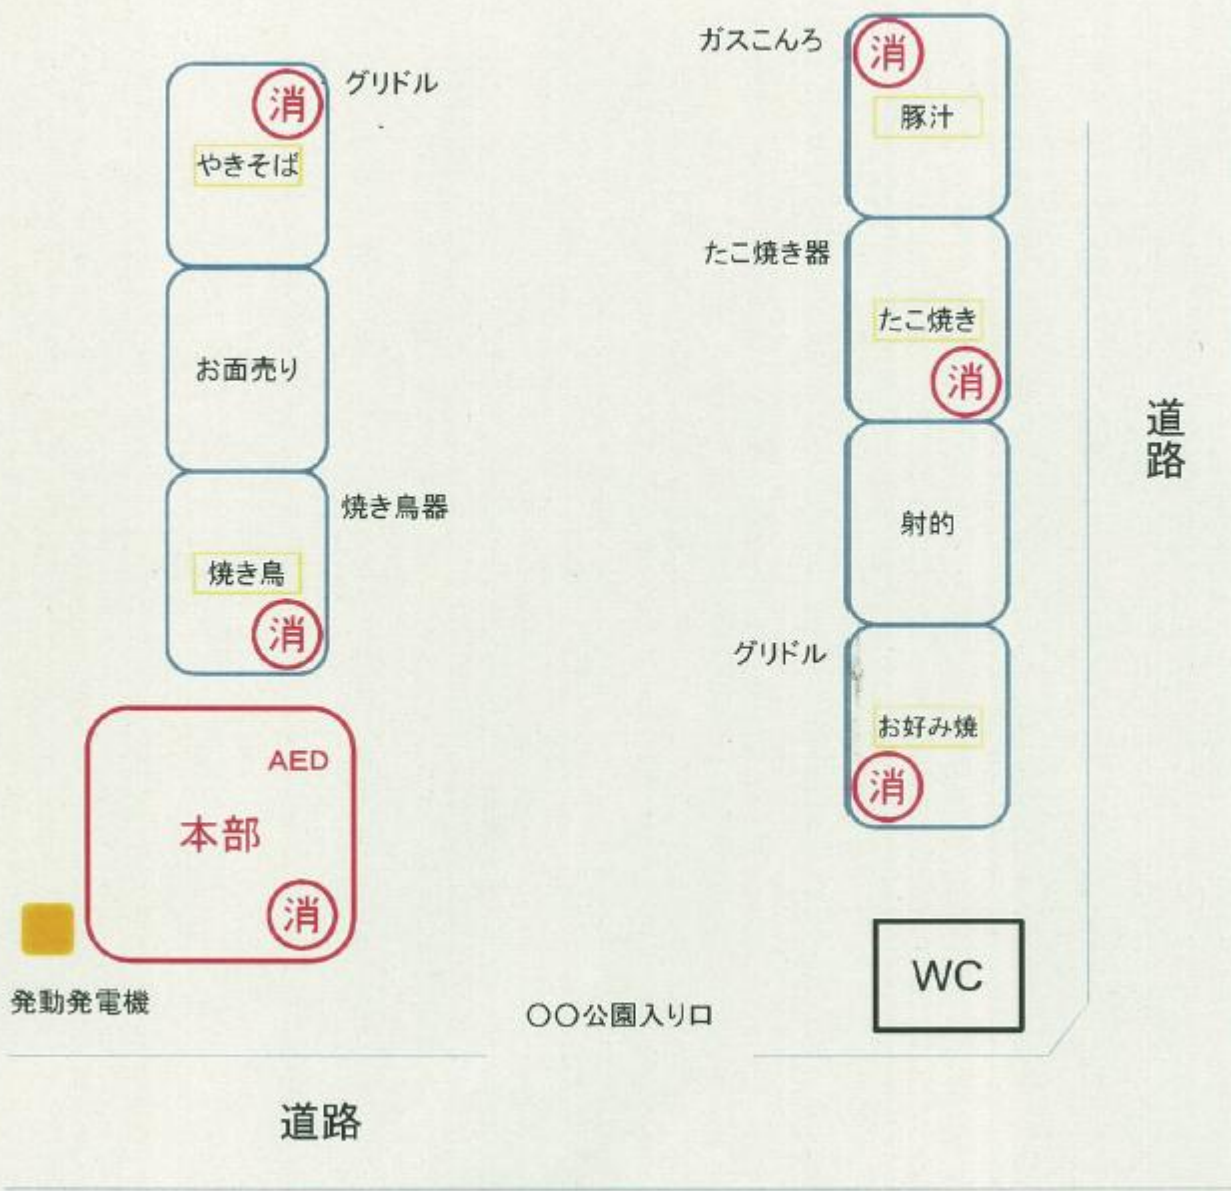 消
グリドル
やきそば
お面売り
焼き鳥器
焼き鳥
消
AED
本部
消
発動発電機
ガスこんろ
消
豚汁
たこ焼き器
たこ焼き
消
射的
グリドル
お好み焼
消
WC
〇〇公園入り口
道路
道路